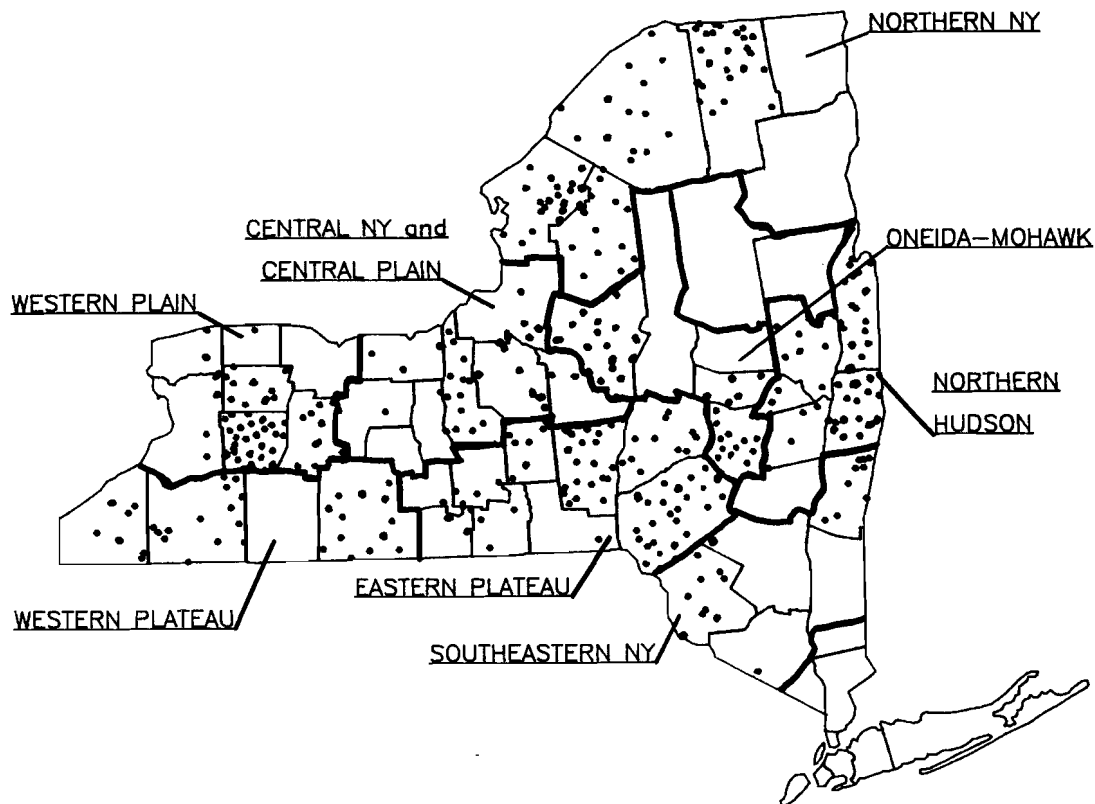 NORTHERN NY
CENTRAL NY and
CENTRAL PLAIN
ONEIDA-MOHAWK
WESTERN PLAIN
NORTHERN
HUDSON
EASTERN PLATEAU
WESTERN PLATEAU
SOUTHEASTERN NY